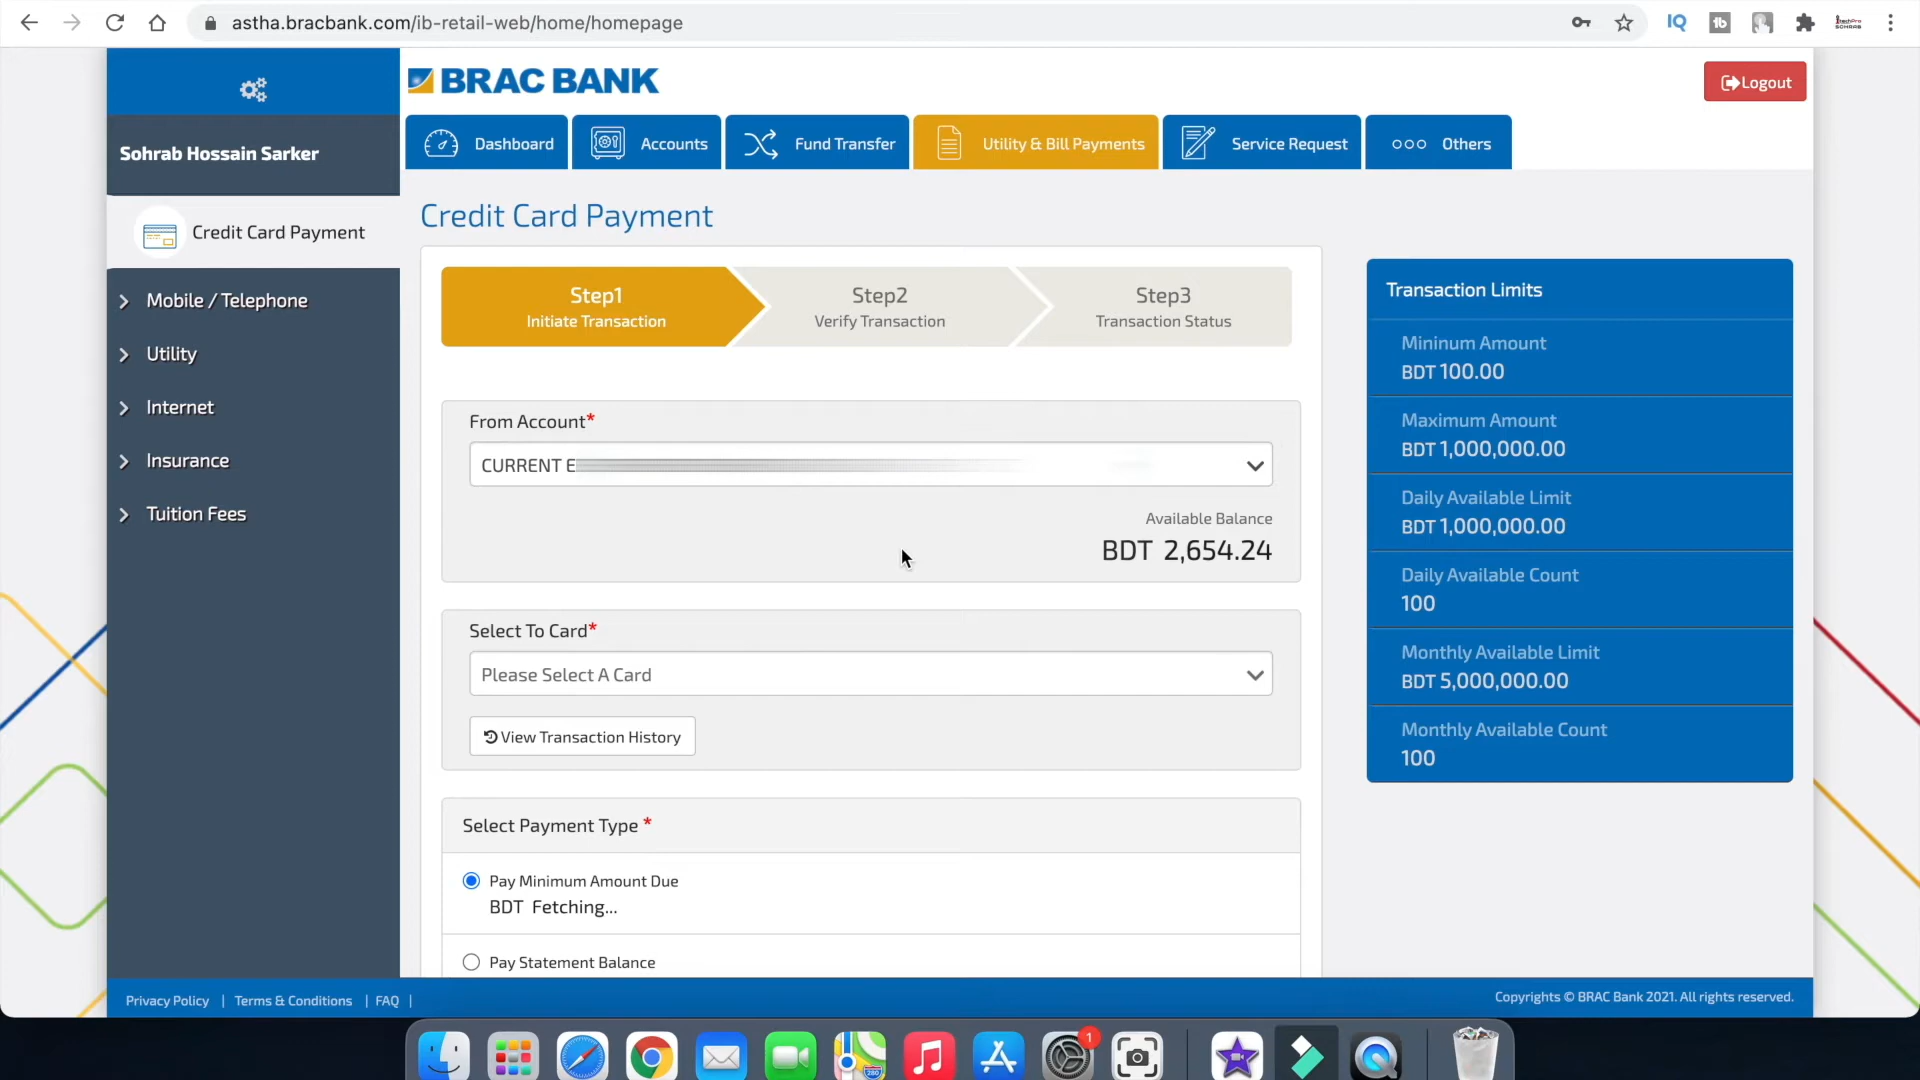 astha.bracbank.com/ib-retail-web/home/homepage
IQ
BRAC BANK
Logout
Sohrab Hossain Sarker
Dashboard
Accounts
Fund Transfer
Utility & Bill Payments
Service Request
Others
Credit Card Payment
Mobile / Telephone
Utility
Internet
Insurance
Tuition Fees
Credit Card Payment
Step1
Initiate Transaction
Step2
Verify Transaction
Step3
Transaction Status
From Account*
CURRENT E
Available Balance
BDT 2,654.24
Select To Card*
Please Select A Card
View Transaction History
Select Payment Type *
Pay Minimum Amount Due
BDT Fetching...
Pay Statement Balance
Transaction Limits
Mininum Amount
BDT 100.00
Maximum Amount
BDT 1,000,000.00
Daily Available Limit
BDT 1,000,000.00
Daily Available Count
100
Monthly Available Limit
BDT 5,000,000.00
Monthly Available Count
100
Privacy Policy | Terms & Conditions | FAQ |
Copyrights © BRAC Bank 2021. All rights reserved.
280
1